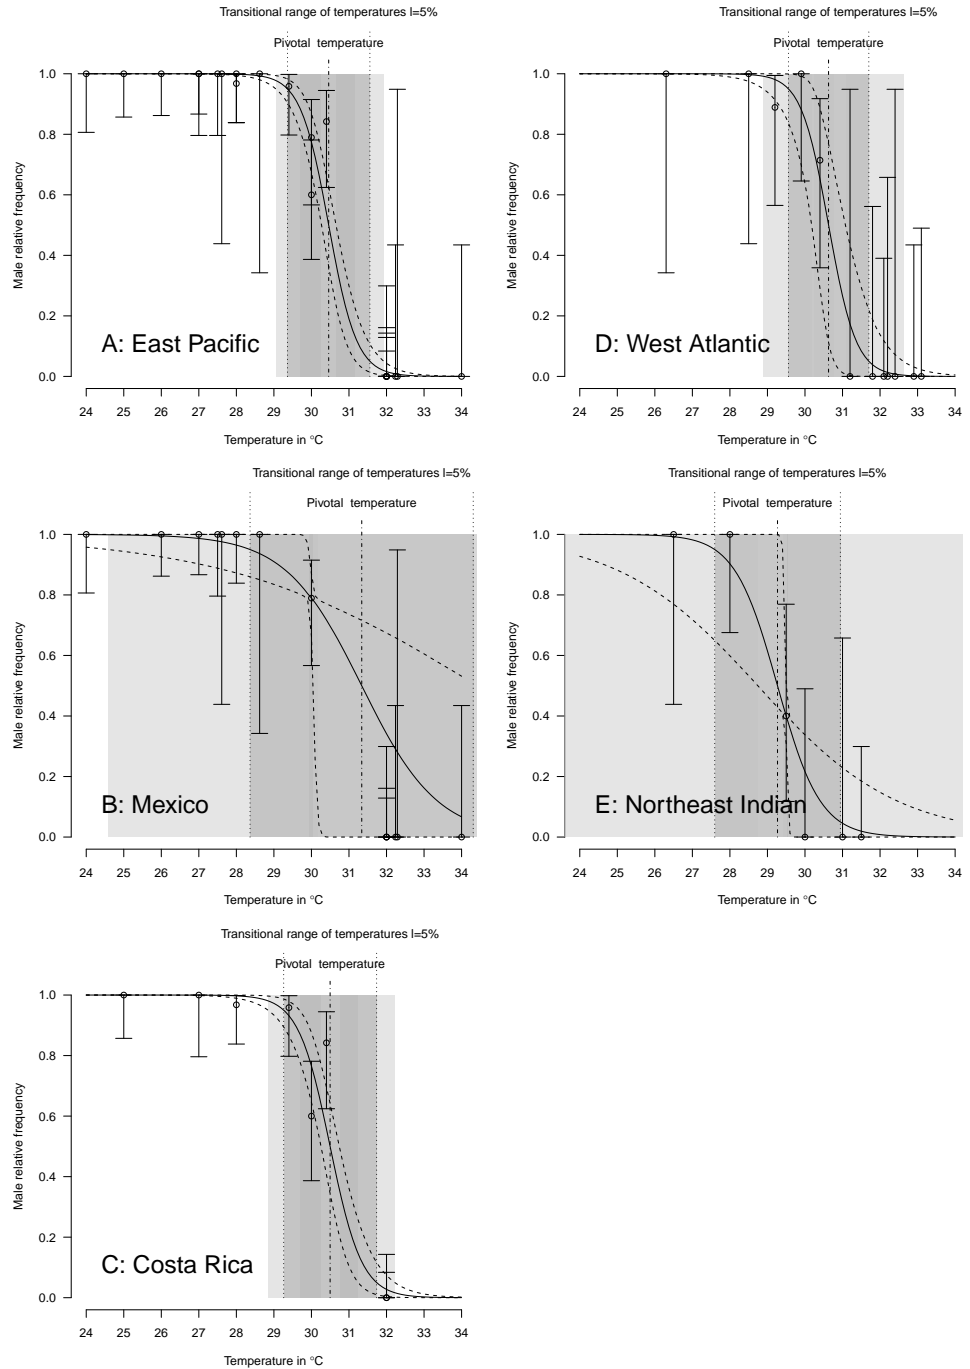 Transitional range of temperatures l=5%
Pivotal temperature
Male relative frequency
1.0
0.8
0.6
0.4
0.2
0.0
A: East Pacific
24 25 26 27 28 29 30 31 32 33 34
Temperature in °C
Transitional range of temperatures l=5%
Pivotal temperature
Male relative frequency
1.0
0.8
0.6
0.4
0.2
0.0
D: West Atlantic
24 25 26 27 28 29 30 31 32 33 34
Temperature in °C
Transitional range of temperatures l=5%
Pivotal temperature
Male relative frequency
1.0
0.8
0.6
0.4
0.2
0.0
B: Mexico
24 25 26 27 28 29 30 31 32 33 34
Temperature in °C
Transitional range of temperatures l=5%
Pivotal temperature
Male relative frequency
1.0
0.8
0.6
0.4
0.2
0.0
E: Northeast Indian
24 25 26 27 28 29 30 31 32 33 34
Temperature in °C
Transitional range of temperatures l=5%
Pivotal temperature
Male relative frequency
1.0
0.8
0.6
0.4
0.2
0.0
C: Costa Rica
24 25 26 27 28 29 30 31 32 33 34
Temperature in °C